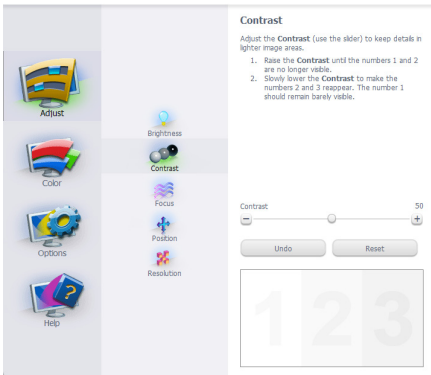 Adjust
Color
Options
Help
Brightness
Contrast
Focus
Position
Resolution
Contrast
Adjust the Contrast (use the slider) to keep details in
lighter image areas.
1. Raise the Contrast until the numbers 1 and 2
are no longer visible.
2. Slowly lower the Contrast to make the
numbers 2 and 3 reappear. The number 1
should remain barely visible.
Contrast 50
Undo Reset
1 2 3